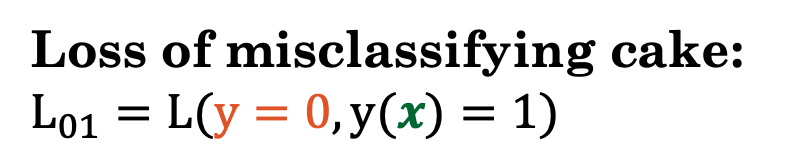 Loss of misclassifying cake:
L₀₁ = L(y = 0, y(x) = 1)